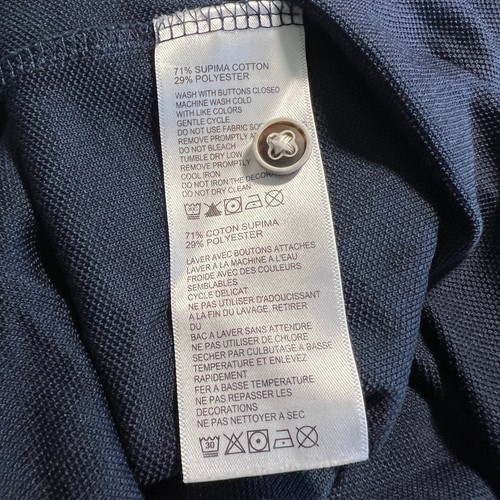 71% SUPIMA COTTON
29% POLYESTER
WASH WITH BUTTONS CLOSED
MACHINE WASH COLD
WITH LIKE COLORS
GENTLE CYCLE
DO NOT USE FABRIC
REMOVE PROMPTLY
DO NOT BLEACH
TUMBLE DRY LOW
REMOVE PROMPTLY
COOL IRON
DO NOT IRON THE
DO NOT DRY CLEAN
71% COTON SUPIMA
29% POLYESTER
LAVER AVEC BOUTONS ATTACHES
LAVER A LA MACHINE A L'EAU
FROIDE AVEC DES COULEURS
SEMBLABLES
CYCLE DELICAT
NE PAS UTILISER D'ADOUCISSANT
A LA FIN DU LAVAGE. RETIRER
DU
BAC A LAVER SANS ATTENDRE
NE PAS UTILISER DE CHLORE
SECHER PAR CULBUTAGE A BASSE
TEMPERATURE ET ENLEVEZ
RAPIDEMENT
FER A BASSE TEMPERATURE
NE PAS REPASSER LES
DECORATIONS
NE PAS NETTOYER A SEC
30